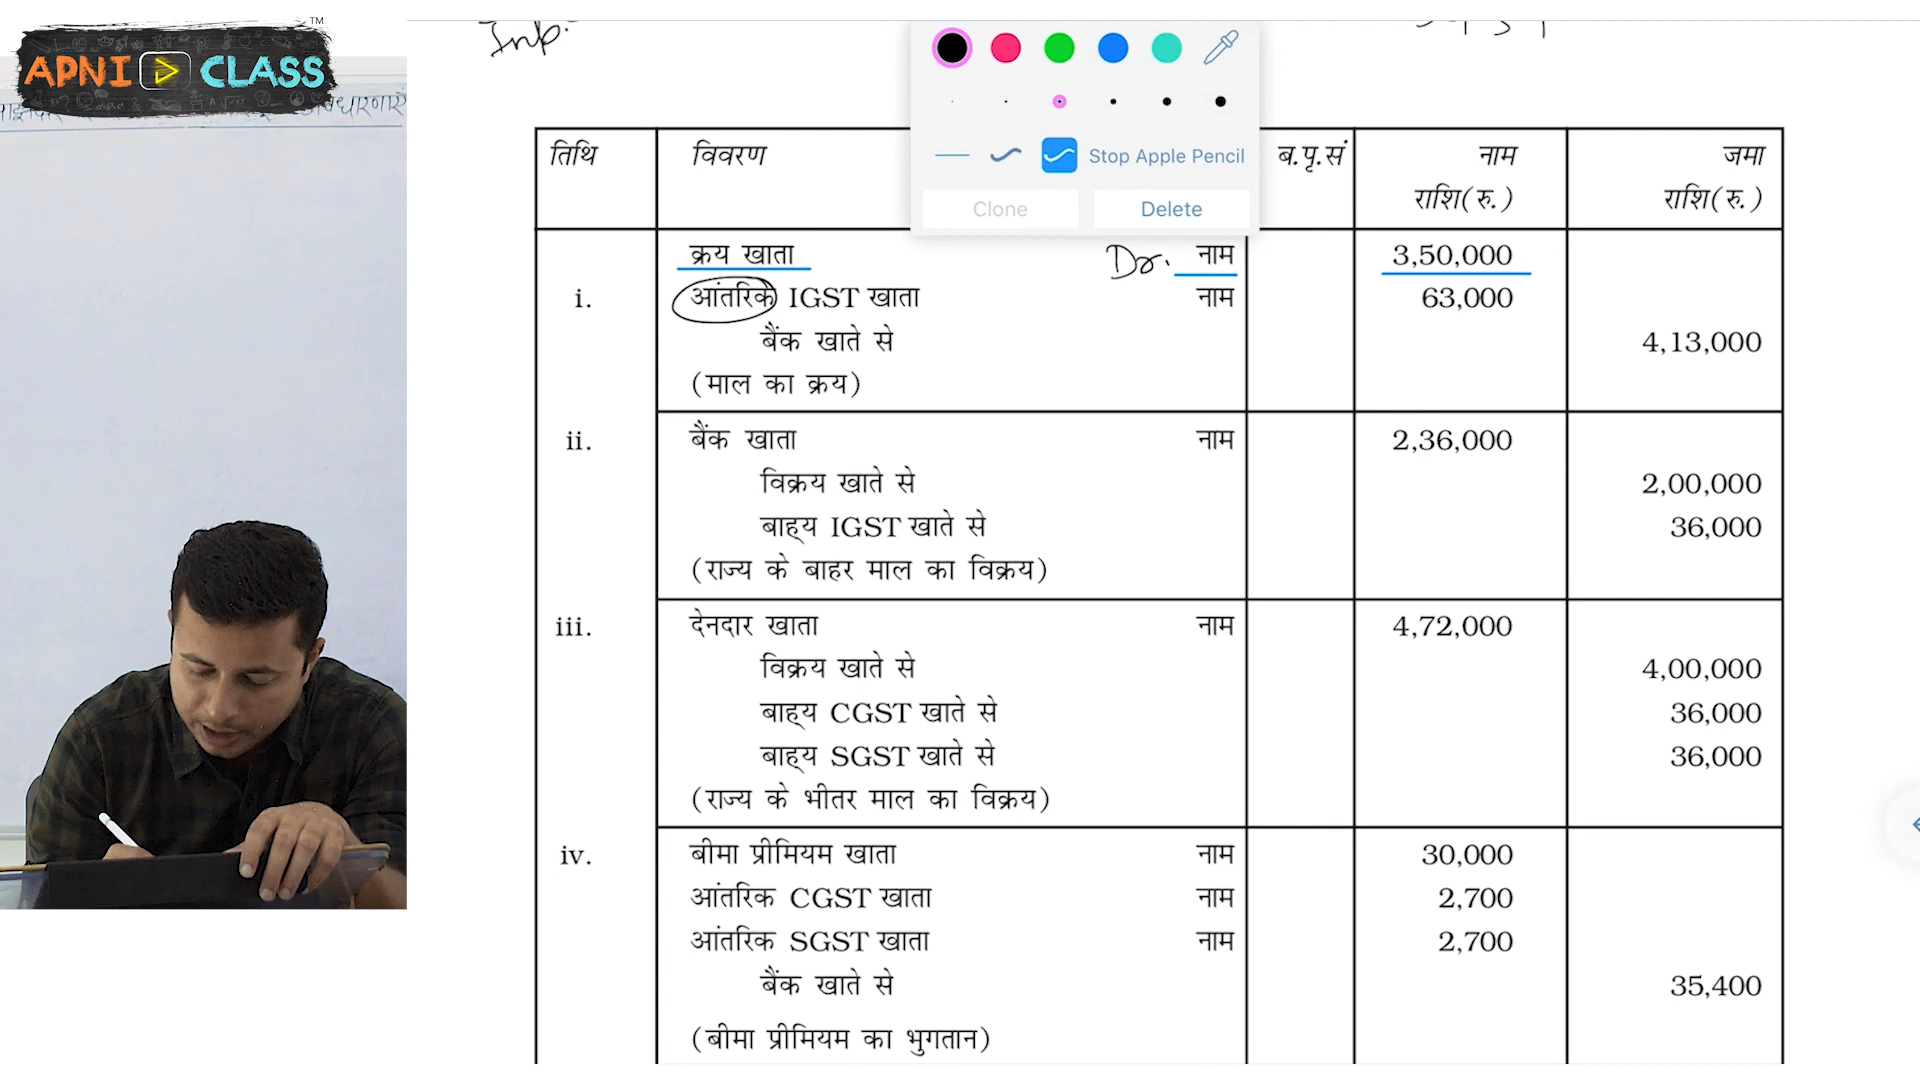 APNI CLASS TM
Inp.
Stop Apple Pencil
Clone Delete
तिथि विवरण ब.पृ.सं नाम जमा
राशि(रु.) राशि(रु.)
क्रय खाता Dr. नाम 3,50,000
i. आंतरिक IGST खाता नाम 63,000
बैंक खाते से 4,13,000
(माल का क्रय)
ii. बैंक खाता नाम 2,36,000
विक्रय खाते से 2,00,000
बाह्य IGST खाते से 36,000
(राज्य के बाहर माल का विक्रय)
iii. देनदार खाता नाम 4,72,000
विक्रय खाते से 4,00,000
बाह्य CGST खाते से 36,000
बाह्य SGST खाते से 36,000
(राज्य के भीतर माल का विक्रय)
iv. बीमा प्रीमियम खाता नाम 30,000
आंतरिक CGST खाता नाम 2,700
आंतरिक SGST खाता नाम 2,700
बैंक खाते से 35,400
(बीमा प्रीमियम का भुगतान)